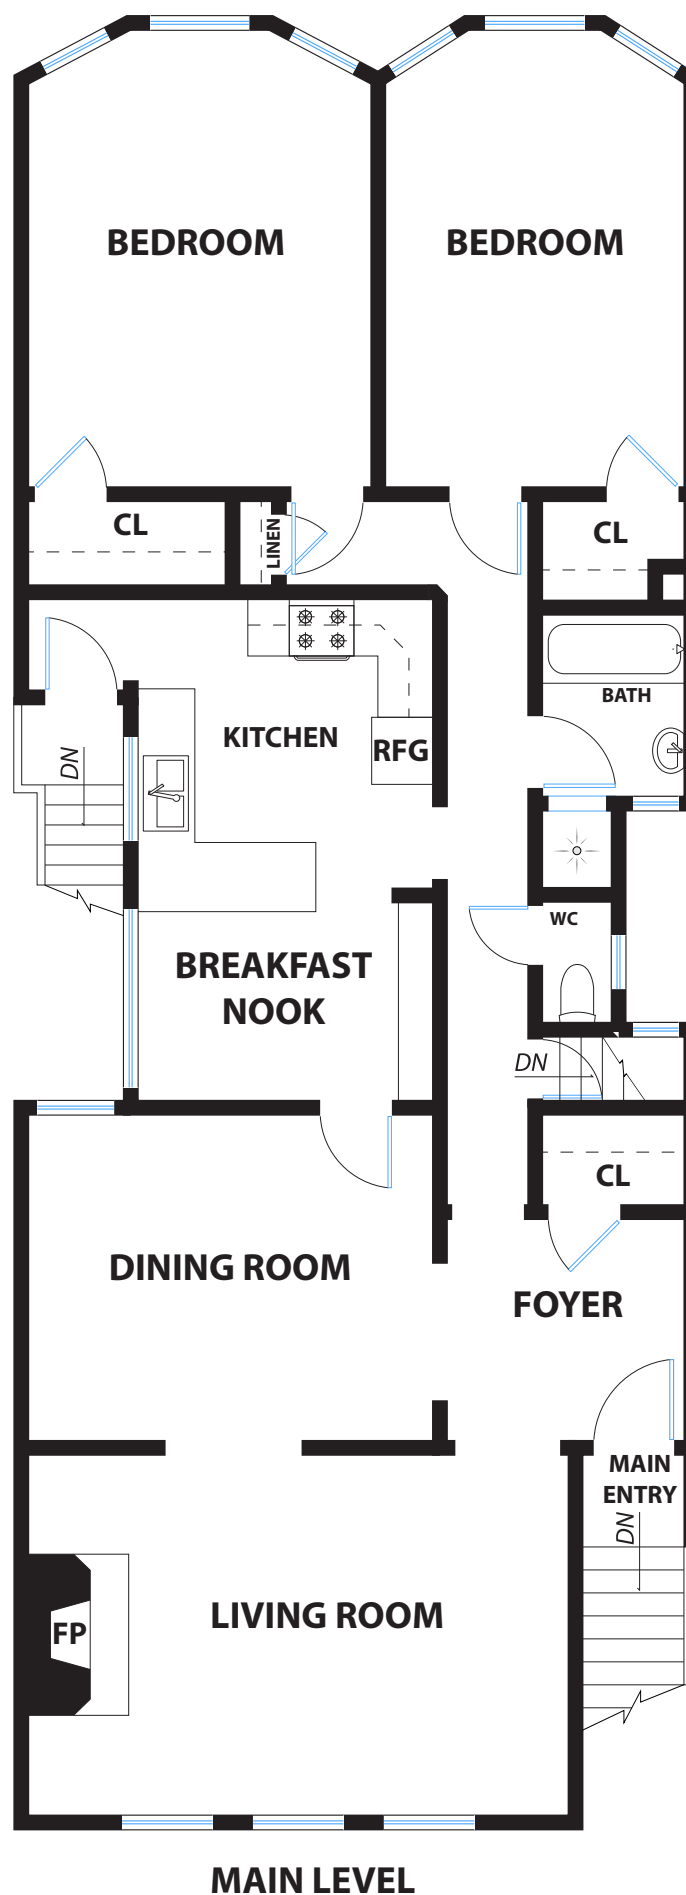 BEDROOM
BEDROOM
CL
LINEN
CL
BATH
KITCHEN
RFG
DN
WC
BREAKFAST
NOOK
DN
CL
DINING ROOM
FOYER
MAIN
ENTRY
DN
LIVING ROOM
FP
MAIN LEVEL